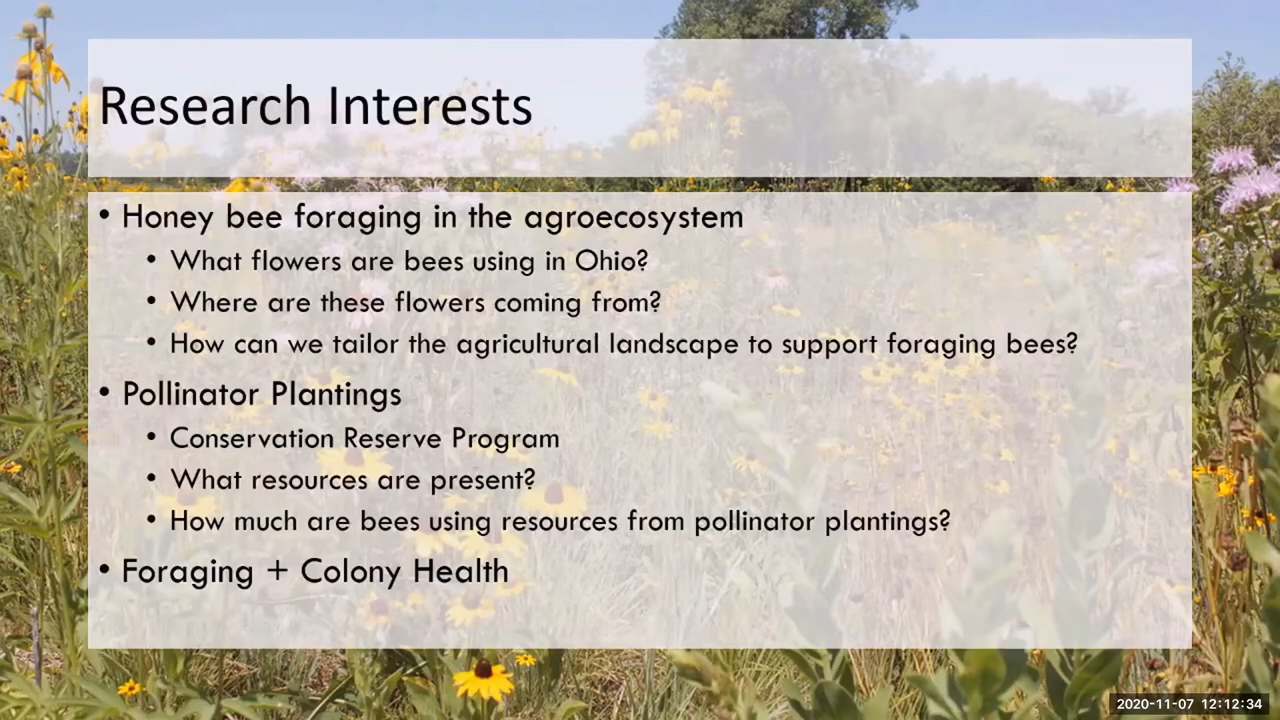 Research Interests
• Honey bee foraging in the agroecosystem
• What flowers are bees using in Ohio?
• Where are these flowers coming from?
• How can we tailor the agricultural landscape to support foraging bees?
• Pollinator Plantings
• Conservation Reserve Program
• What resources are present?
• How much are bees using resources from pollinator plantings?
• Foraging + Colony Health
2020-11-07 12:12:34